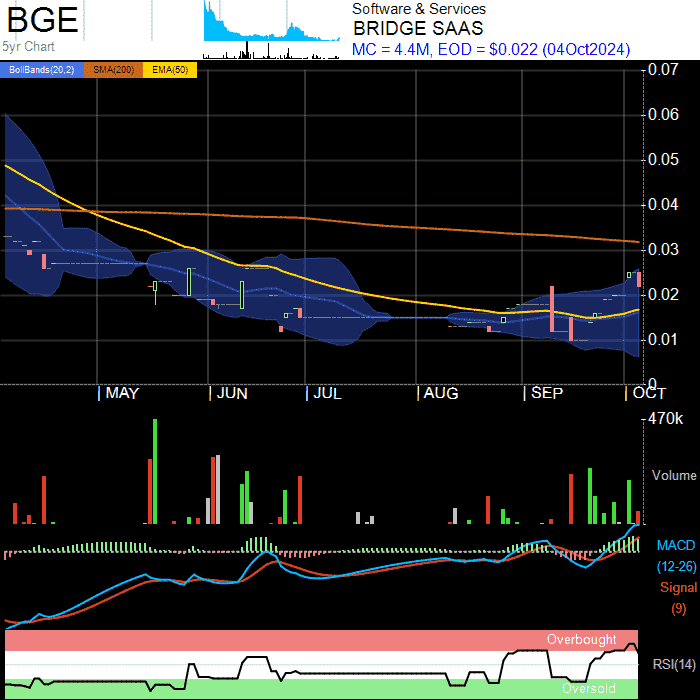 BGE
5yr Chart
Software & Services
BRIDGE SAAS
MC = 4.4M, EOD = $0.022 (04Oct2024)
BollBands(20,2) SMA(200) EMA(50)
0.07
0.06
0.05
0.04
0.03
0.02
0.01
0
MAY JUN JUL AUG SEP OCT
470k
Volume
MACD
(12-26)
Signal
(9)
Overbought
RSI(14)
Oversold